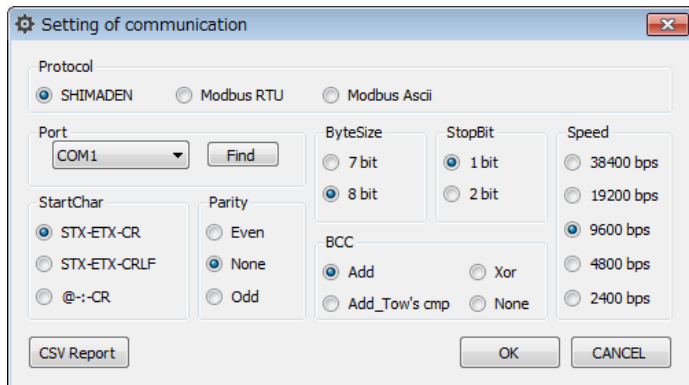 Setting of communication
Protocol
SHIMADEN Modbus RTU Modbus Ascii
Port
COM1 Find
ByteSize
7 bit
8 bit
StopBit
1 bit
2 bit
Speed
38400 bps
19200 bps
9600 bps
4800 bps
2400 bps
StartChar
STX-ETX-CR
STX-ETX-CRLF
@-:-CR
Parity
Even
None
Odd
BCC
Add Xor
Add_Tow's cmp None
CSV Report OK CANCEL